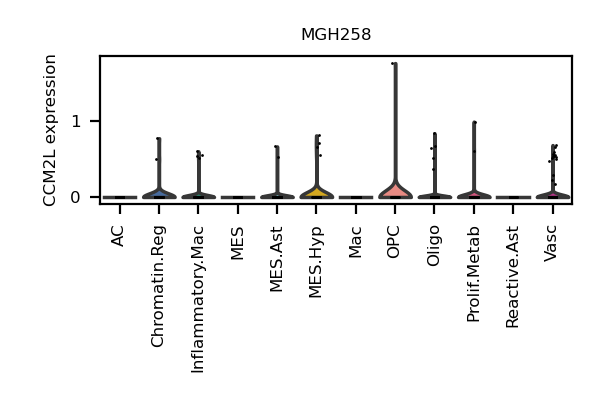 MGH258
CCM2L expression
1
0
AC
Chromatin.Reg
Inflammatory.Mac
MES
MES.Ast
MES.Hyp
Mac
OPC
Oligo
Prolif.Metab
Reactive.Ast
Vasc